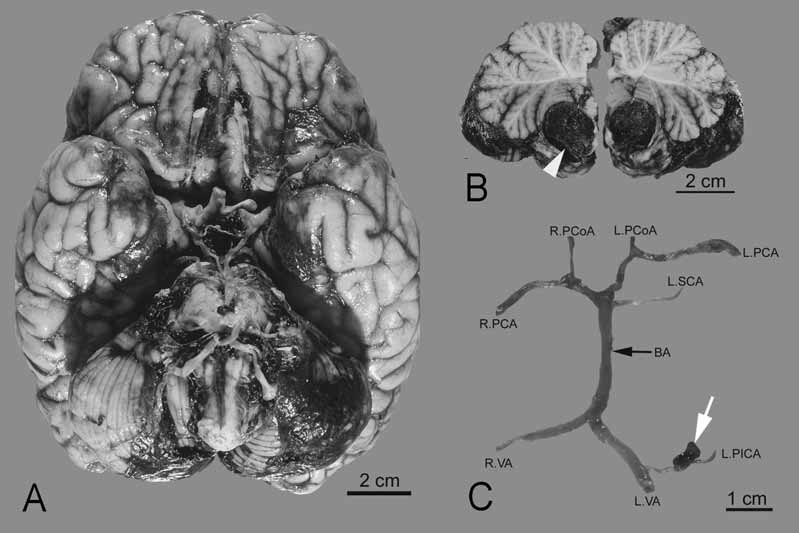 A
2 cm
B
2 cm
R.PCoA
L.PCoA
L.PCA
L.SCA
R.PCA
BA
R.VA
L.PICA
L.VA
C
1 cm